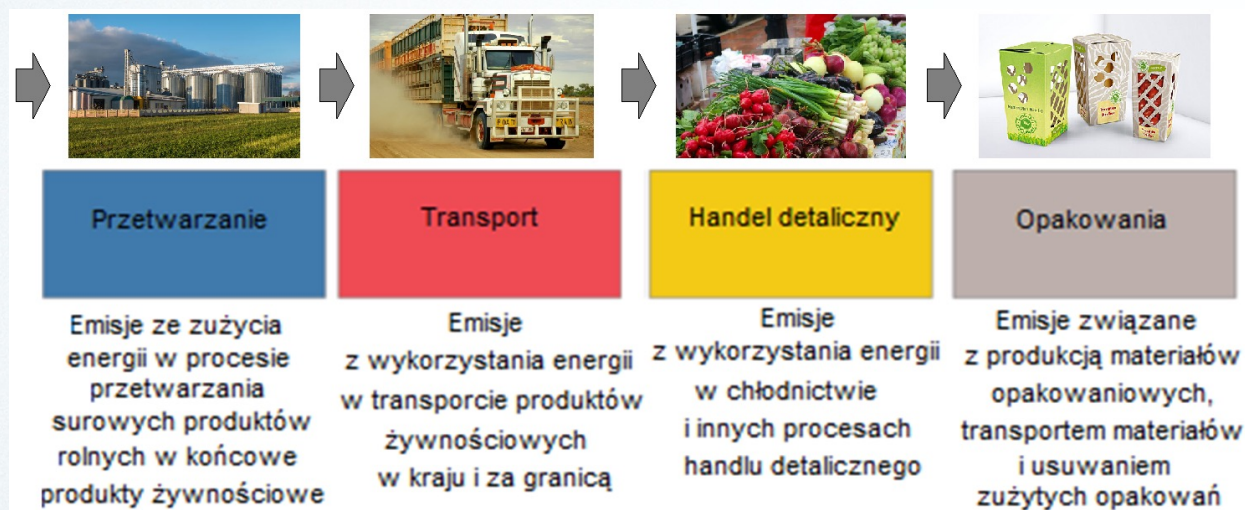 Przetwarzanie
Emisje ze zużycia
energii w procesie
przetwarzania
surowych produktów
rolnych w końcowe
produkty żywnościowe
Transport
Emisje
z wykorzystania energii
w transporcie produktów
żywnościowych
w kraju i za granicą
Handel detaliczny
Emisje
z wykorzystania energii
w chłodnictwie
i innych procesach
handlu detalicznego
Opakowania
Emisje związane
z produkcją materiałów
opakowaniowych,
transportem materiałów
i usuwaniem
zużytych opakowań